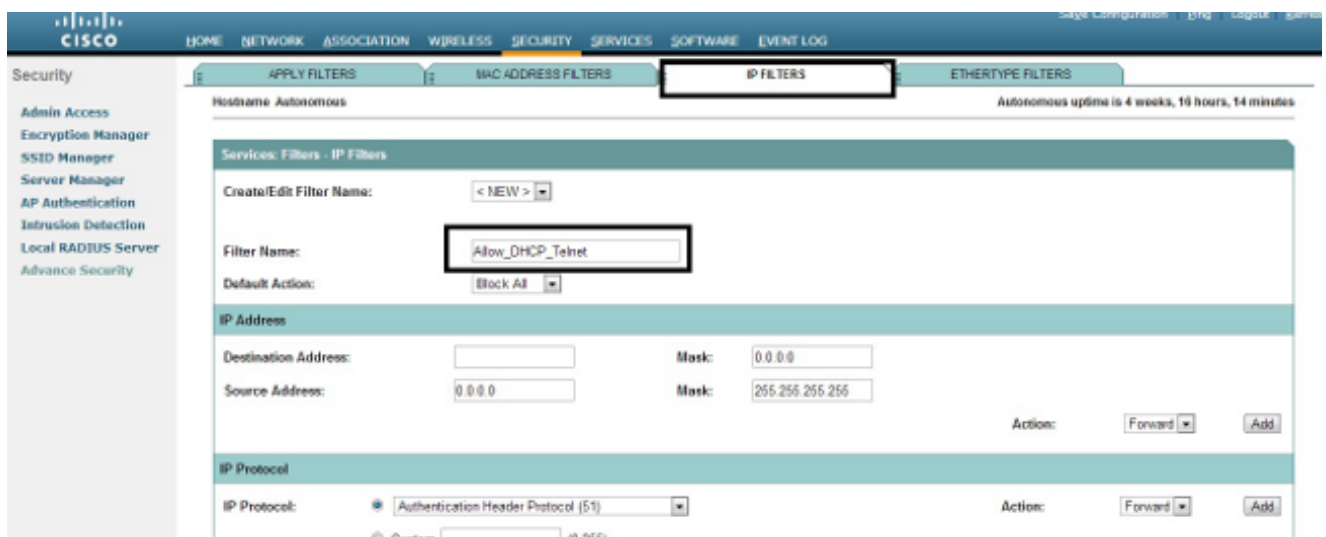 Save Configuration | Ping | Logout | Refresh
CISCO
HOME NETWORK ASSOCIATION WIRELESS SECURITY SERVICES SOFTWARE EVENT LOG
Security
APPLY FILTERS MAC ADDRESS FILTERS IP FILTERS ETHERTYPE FILTERS
Hostname Autonomous Autonomous uptime is 4 weeks, 16 hours, 14 minutes
Admin Access
Encryption Manager
SSID Manager
Server Manager
AP Authentication
Intrusion Detection
Local RADIUS Server
Advance Security
Services: Filters - IP Filters
Create/Edit Filter Name: < NEW >
Filter Name: Allow_DHCP_Telnet
Default Action: Block All
IP Address
Destination Address: Mask: 0.0.0.0
Source Address: 0.0.0.0 Mask: 255.255.255.255
Action: Forward Add
IP Protocol
IP Protocol: Authentication Header Protocol (51) Action: Forward Add